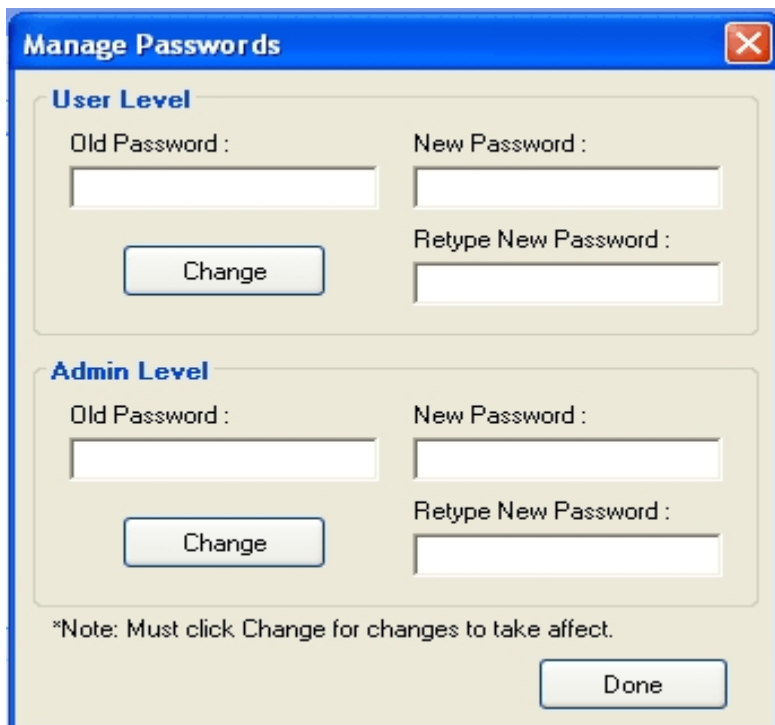 Manage Passwords
User Level
Old Password :
New Password :
Retype New Password :
Change
Admin Level
Old Password :
New Password :
Retype New Password :
Change
*Note: Must click Change for changes to take affect.
Done